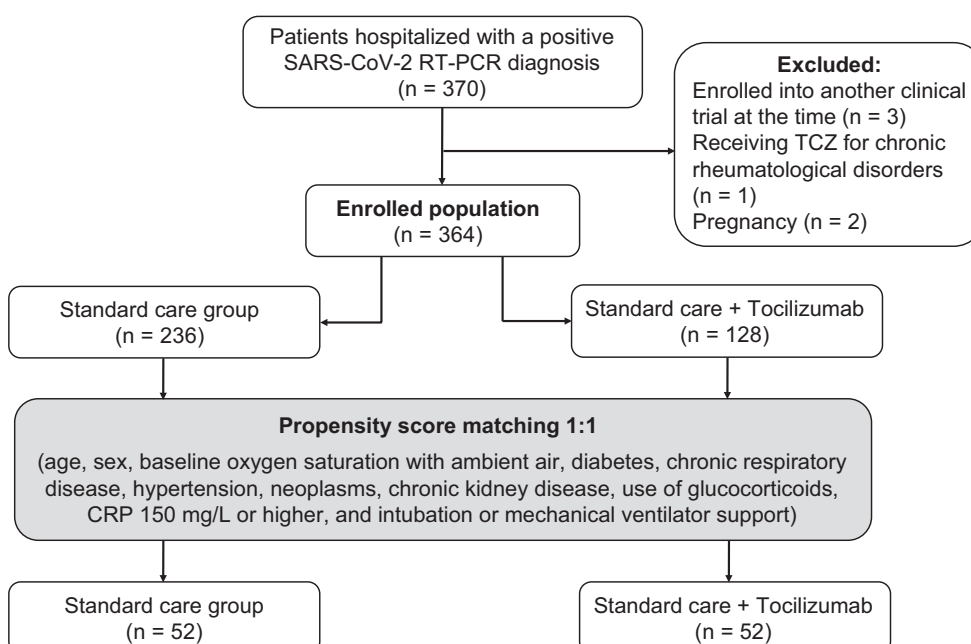 Patients hospitalized with a positive
SARS-CoV-2 RT-PCR diagnosis
(n = 370)
Excluded:
Enrolled into another clinical
trial at the time (n = 3)
Receiving TCZ for chronic
rheumatological disorders
(n = 1)
Pregnancy (n = 2)
Enrolled population
(n = 364)
Standard care group
(n = 236)
Standard care + Tocilizumab
(n = 128)
Propensity score matching 1:1
(age, sex, baseline oxygen saturation with ambient air, diabetes, chronic respiratory
disease, hypertension, neoplasms, chronic kidney disease, use of glucocorticoids,
CRP 150 mg/L or higher, and intubation or mechanical ventilator support)
Standard care group
(n = 52)
Standard care + Tocilizumab
(n = 52)